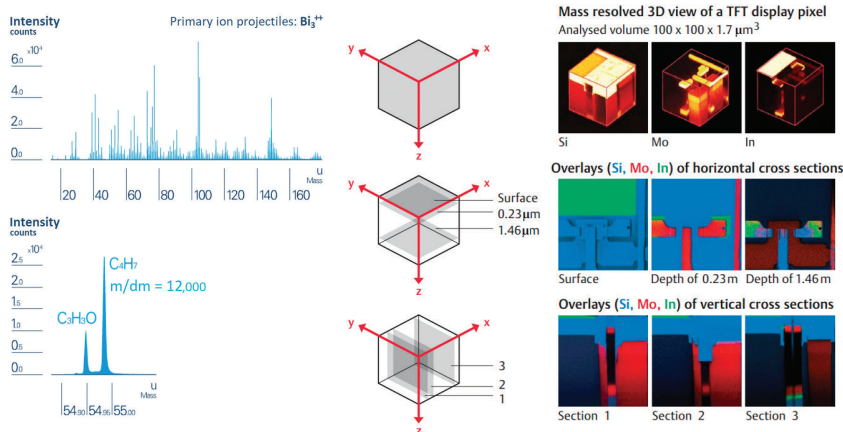 Intensity
counts
Primary ion projectiles: Bi₃⁺⁺
x10⁴
6.0
4.0
2.0
0.0
u
Mass
20 40 60 80 100 120 140 160
Intensity
counts
x10⁴
2.5
2.0
1.5
1.0
0.5
0.0
C₄H₇
m/dm = 12,000
C₃H₃O
u
Mass
54.90 54.95 55.00
y x
z
y x
Surface
0.23µm
1.46µm
z
y x
3
2
1
z
Mass resolved 3D view of a TFT display pixel
Analysed volume 100 x 100 x 1.7 µm³
Si Mo In
Overlays (Si, Mo, In) of horizontal cross sections
Surface Depth of 0.23 m Depth of 1.46 m
Overlays (Si, Mo, In) of vertical cross sections
Section 1 Section 2 Section 3